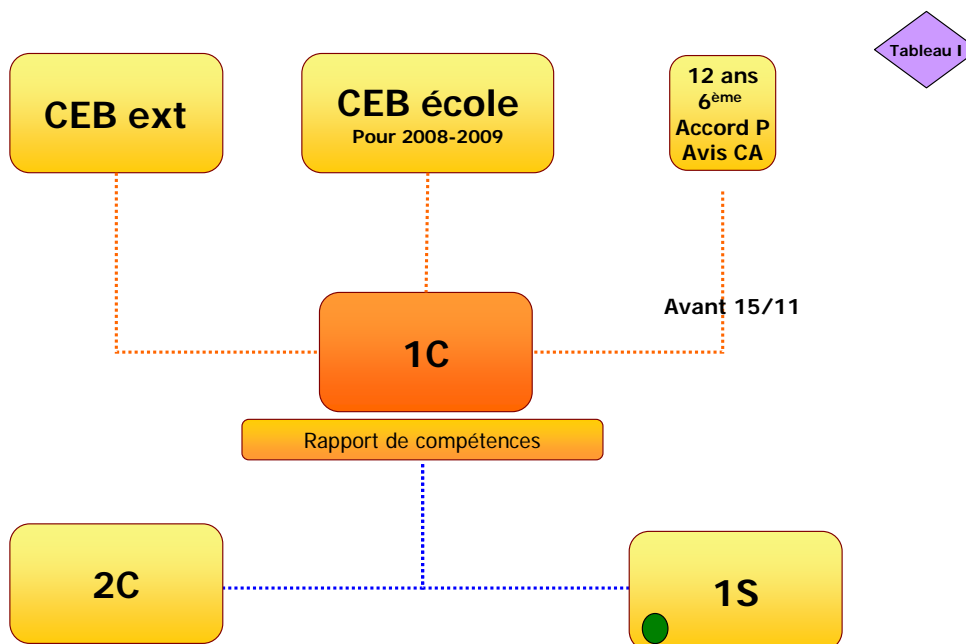 Tableau I
CEB ext
CEB école
Pour 2008-2009
12 ans
6ème
Accord P
Avis CA
Avant 15/11
1C
Rapport de compétences
2C
1S